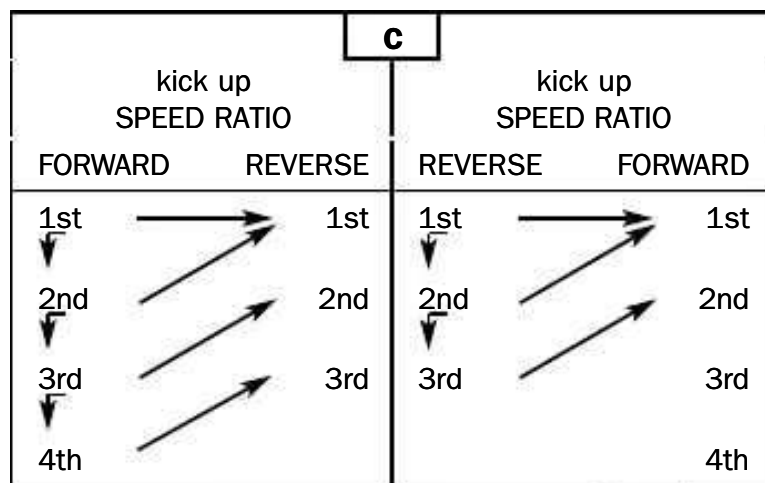 c
kick up
SPEED RATIO
FORWARD REVERSE
1st 1st
2nd 2nd
3rd 3rd
4th
kick up
SPEED RATIO
REVERSE FORWARD
1st 1st
2nd 2nd
3rd 3rd
4th